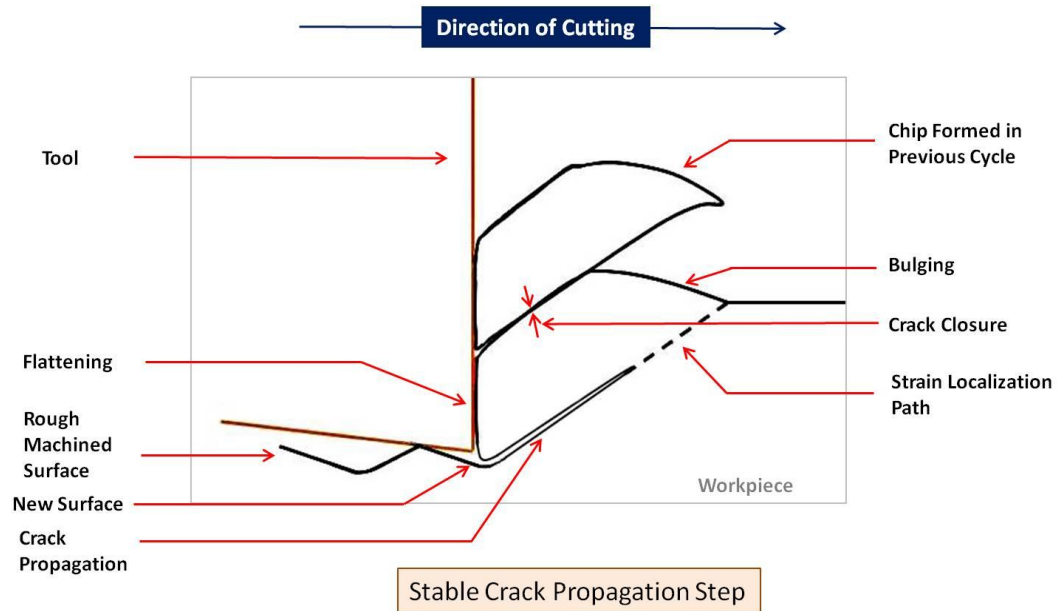 Direction of Cutting
Tool
Chip Formed in
Previous Cycle
Bulging
Crack Closure
Flattening
Strain Localization
Path
Rough
Machined
Surface
New Surface
Workpiece
Crack
Propagation
Stable Crack Propagation Step